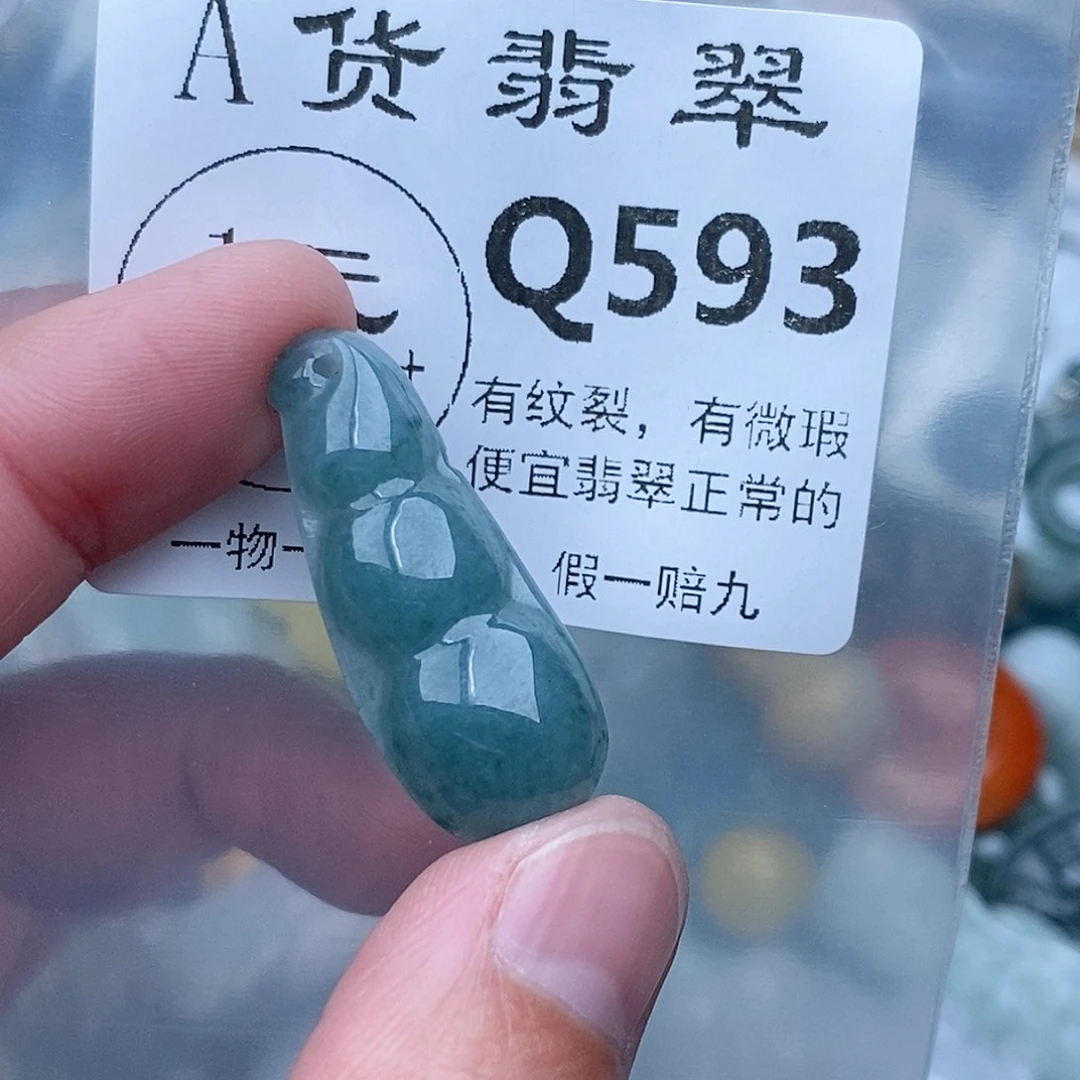 A货翡翠
Q593
有纹裂，有微瑕
便宜翡翠正常的
一物一
假一赔九